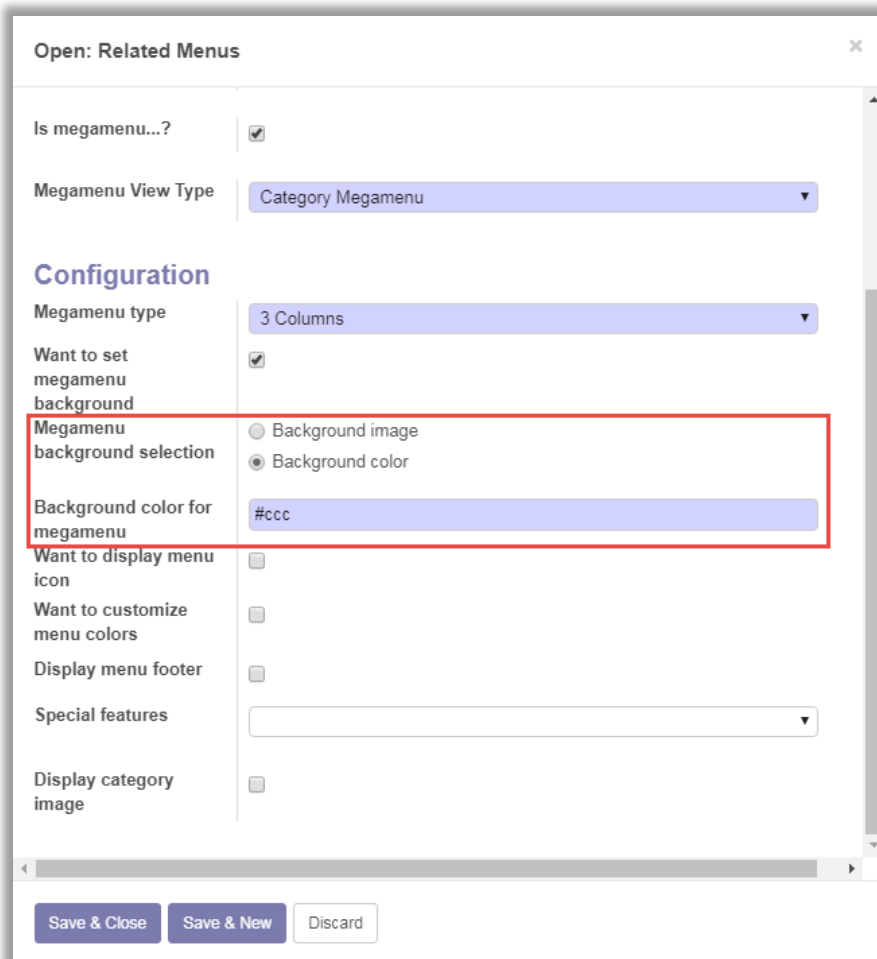 Open: Related Menus
×
Is megamenu...?
Megamenu View Type
Category Megamenu
Configuration
Megamenu type
3 Columns
Want to set
megamenu
background
Megamenu
background selection
Background image
Background color
Background color for
megamenu
#ccc
Want to display menu
icon
Want to customize
menu colors
Display menu footer
Special features
Display category
image
Save & Close
Save & New
Discard